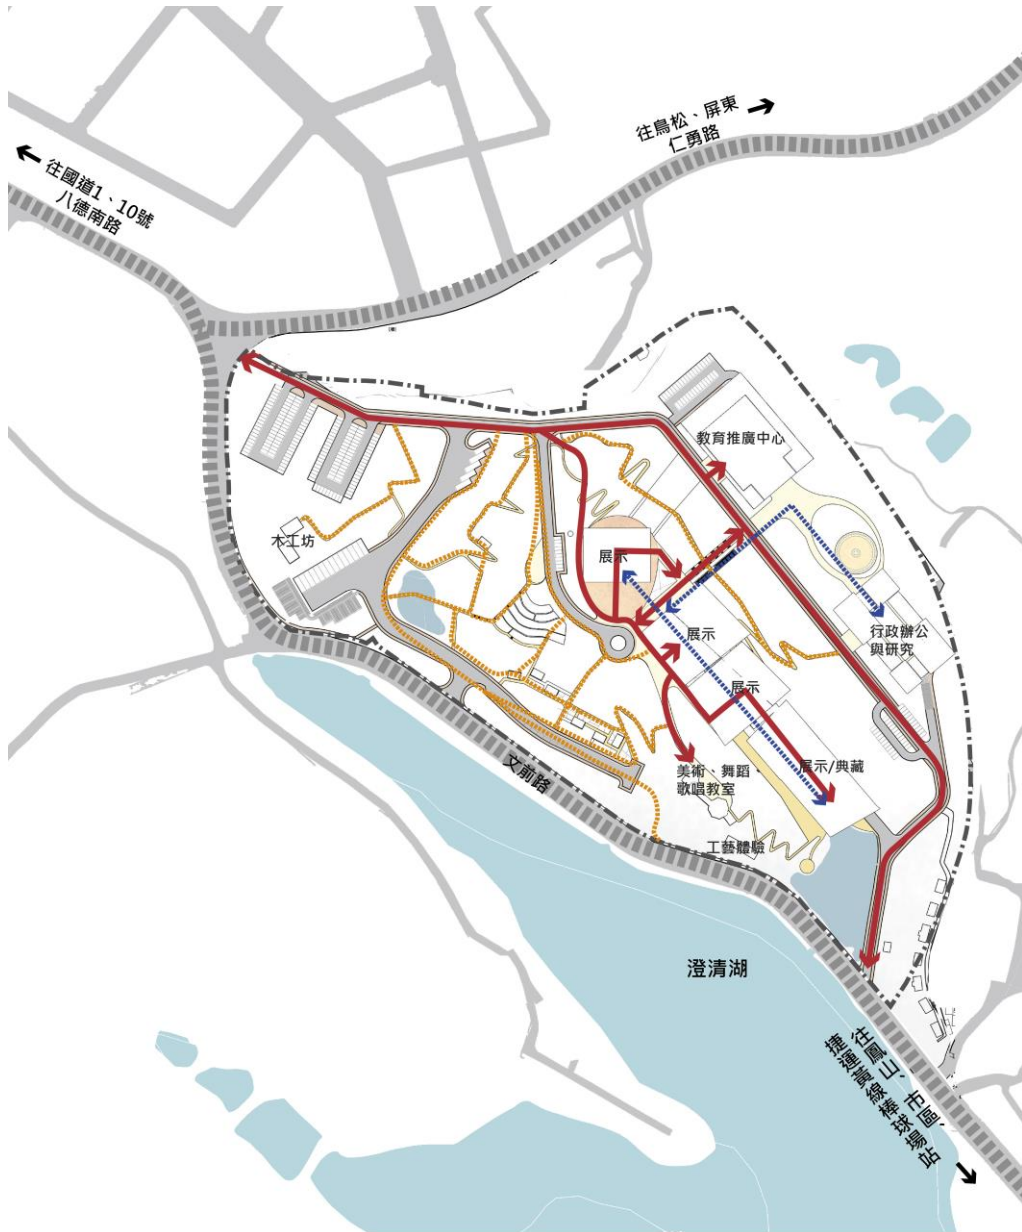 往鳥松、屏東
仁勇路
往國道1、10號
八德南路
教育推廣中心
木工坊
展示
行政辦公
與研究
展示
展示
展示/典藏
美術、舞蹈、
歌唱教室
文前路
工藝體驗
澄清湖
往鳳山、市區、
捷運黃線棒球場站